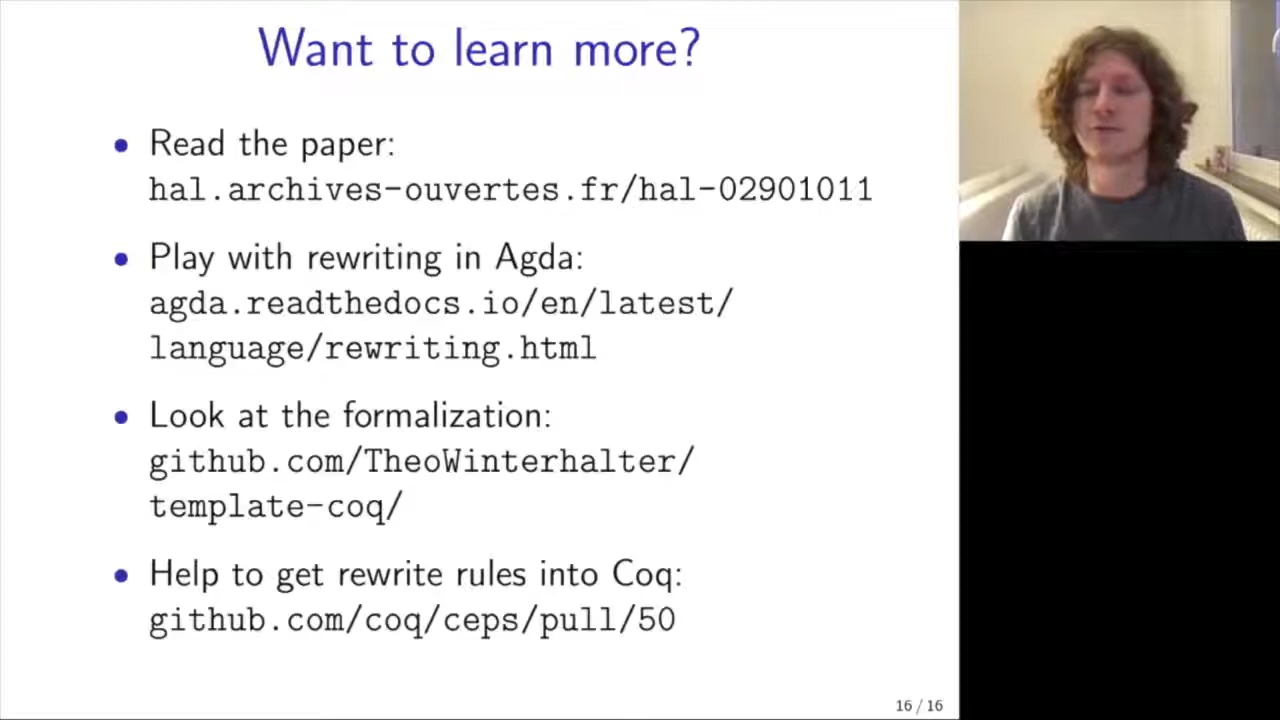 Want to learn more?
• Read the paper:
hal.archives-ouvertes.fr/hal-02901011
• Play with rewriting in Agda:
agda.readthedocs.io/en/latest/
language/rewriting.html
• Look at the formalization:
github.com/TheoWinterhalter/
template-coq/
• Help to get rewrite rules into Coq:
github.com/coq/ceps/pull/50
16 / 16